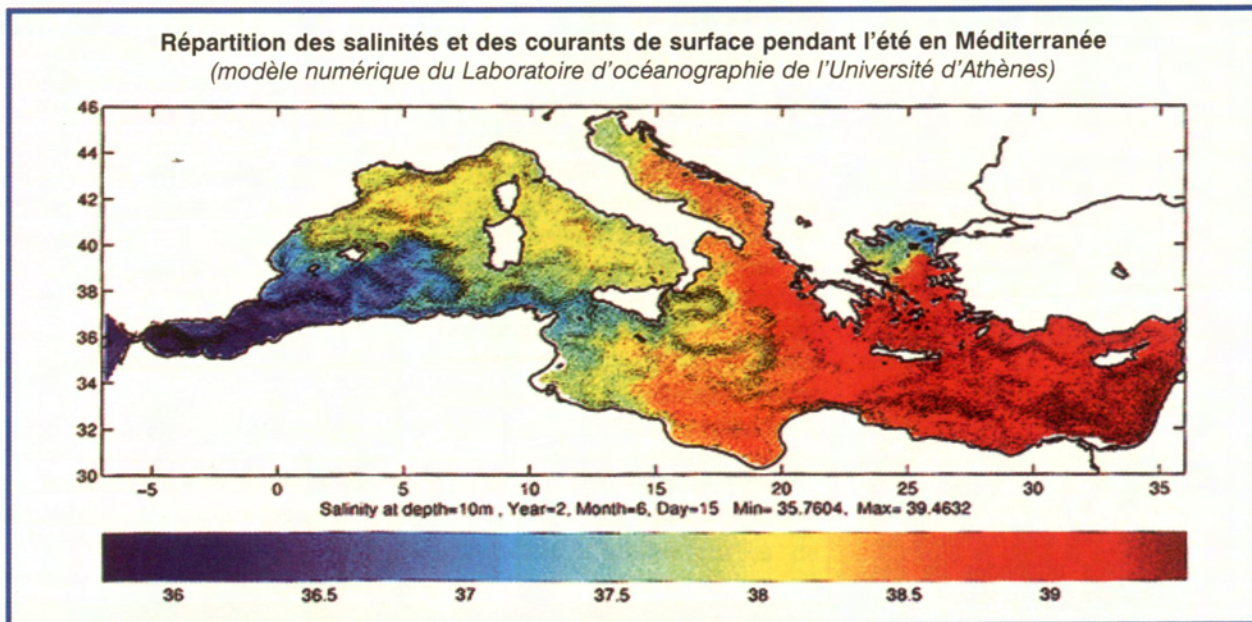 Répartition des salinités et des courants de surface pendant l'été en Méditerranée
(modèle numérique du Laboratoire d'océanographie de l'Université d'Athènes)
46
44
42
40
38
36
34
32
30
−5 0 5 10 15 20 25 30 35
Salinity at depth=10m , Year=2, Month=6, Day=15 Min= 35.7604, Max= 39.4632
36 36.5 37 37.5 38 38.5 39